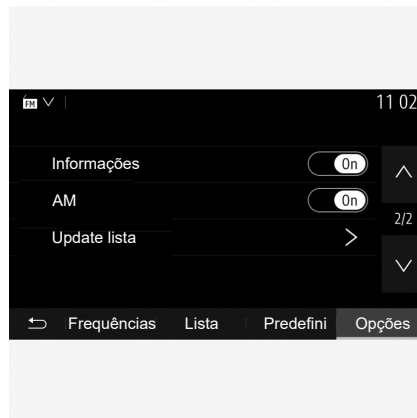 FM 11 02
Informações On
AM On
2/2
Update lista
Frequências Lista Predefini Opções